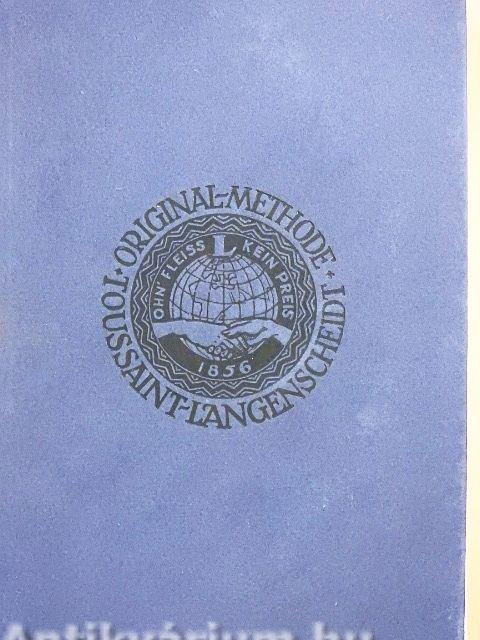 ORIGINAL-METHODE
TOUSSAINT-LANGENSCHEIDT
OHN' FLEISS L KEIN PREIS
1856
Antikvárium.hu